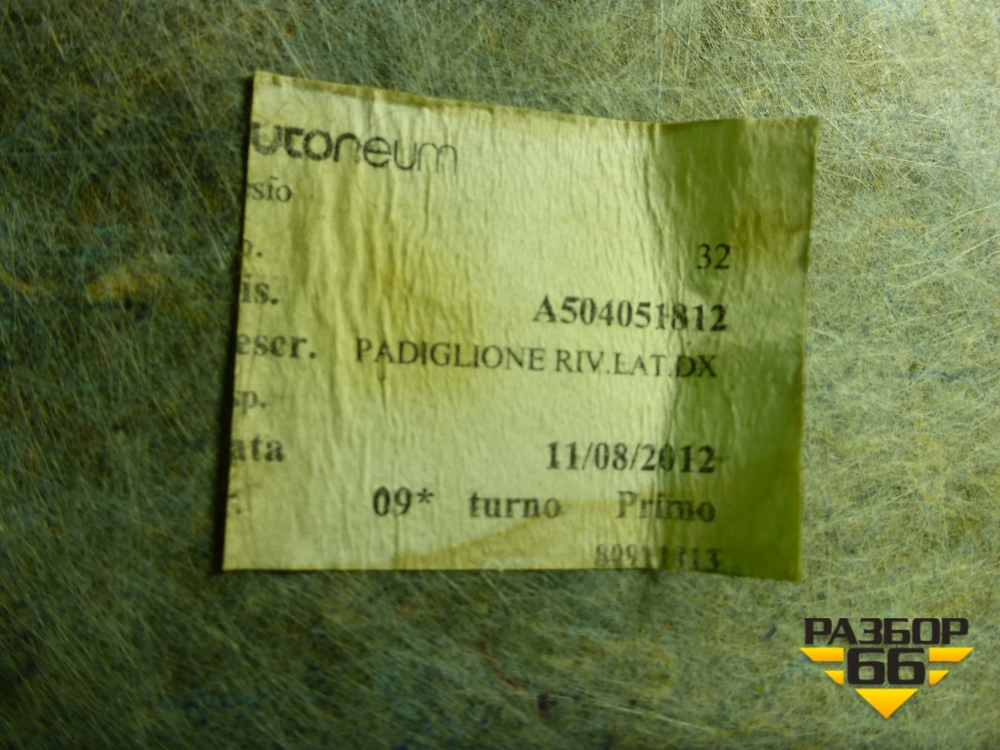 utoneum
sio
32
is.
A504051812
escr. PADIGLIONE RIV.LAT.DX
sp.
ata 11/08/2012
09* turno Primo
РАЗБОР
66